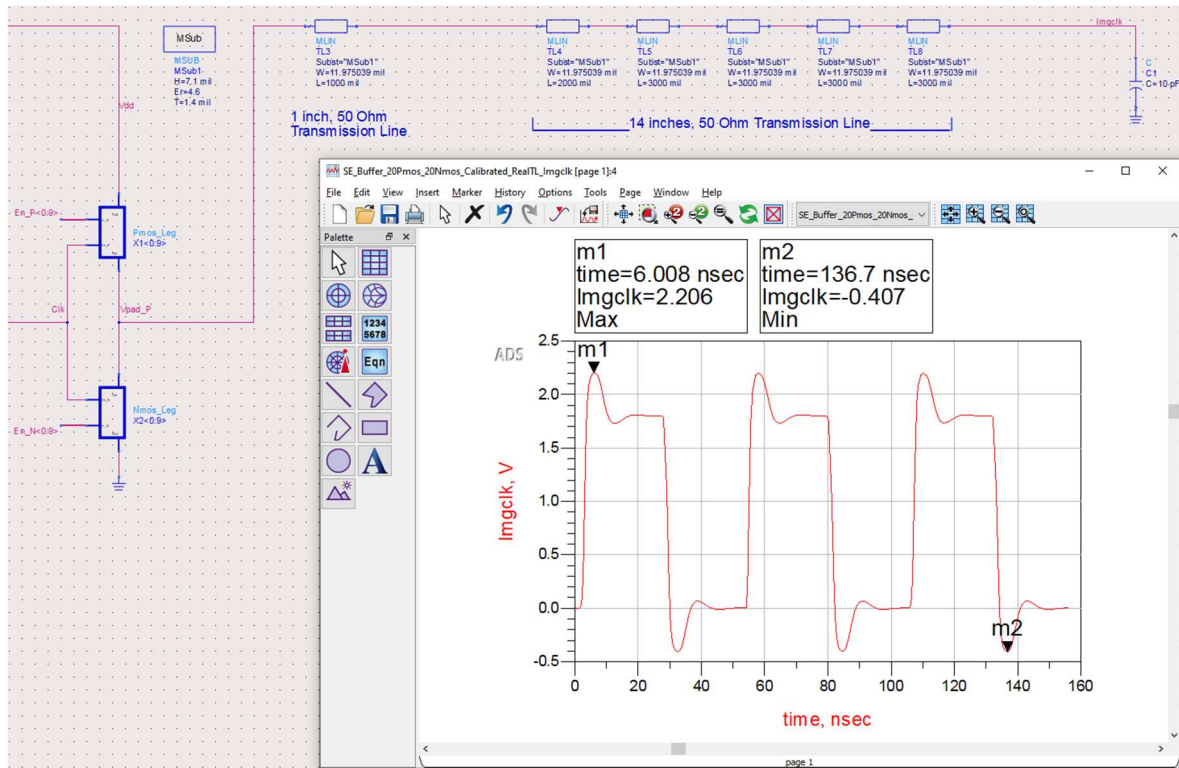 MSub
MSUB
MSub1
H=7.1 mil
Er=4.6
T=1.4 mil
Vdd
En_P<0:9>
Pmos_Leg
X1<0:9>
Clk
Vpad_P
Nmos_Leg
X2<0:9>
En_N<0:9>
MLIN
TL3
Subst="MSub1"
W=11.975039 mil
L=1000 mil
MLIN
TL4
Subst="MSub1"
W=11.975039 mil
L=2000 mil
MLIN
TL5
Subst="MSub1"
W=11.975039 mil
L=3000 mil
MLIN
TL6
Subst="MSub1"
W=11.975039 mil
L=3000 mil
MLIN
TL7
Subst="MSub1"
W=11.975039 mil
L=3000 mil
MLIN
TL8
Subst="MSub1"
W=11.975039 mil
L=3000 mil
Imgclk
C
C1
C=10 pF
1 inch, 50 Ohm
Transmission Line
14 inches, 50 Ohm Transmission Line
SE_Buffer_20Pmos_20Nmos_Calibrated_RealTL_Imgclk [page 1]:4
File Edit View Insert Marker History Options Tools Page Window Help
SE_Buffer_20Pmos_20Nmos_
Palette
1234
5678
Eqn
A
m1
time=6.008 nsec
Imgclk=2.206
Max
m2
time=136.7 nsec
Imgclk=-0.407
Min
ADS
m1
m2
2.5
2.0
1.5
1.0
0.5
0.0
-0.5
Imgclk, V
0 20 40 60 80 100 120 140 160
time, nsec
page 1